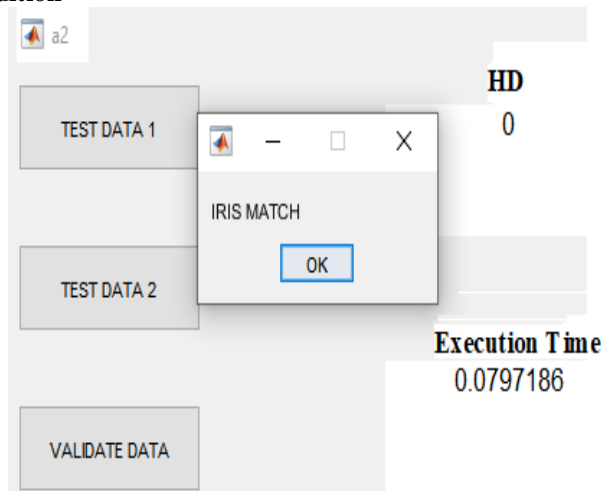 a2
HD
0
TEST DATA 1
IRIS MATCH
OK
TEST DATA 2
Execution Time
0.0797186
VALIDATE DATA